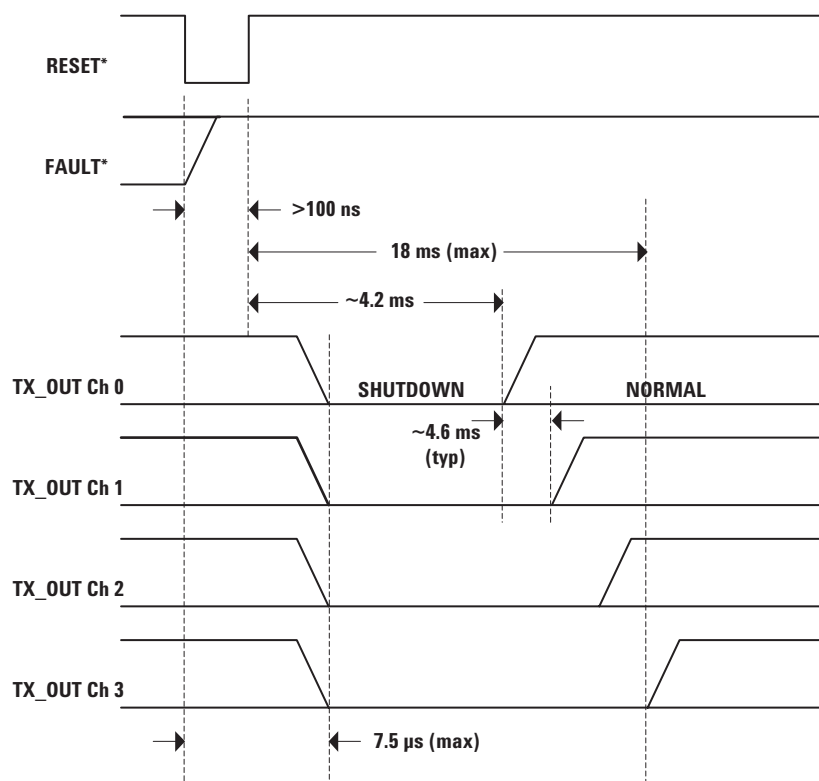 RESET*
FAULT*
>100 ns
18 ms (max)
~4.2 ms
TX_OUT Ch 0
SHUTDOWN
NORMAL
~4.6 ms
(typ)
TX_OUT Ch 1
TX_OUT Ch 2
TX_OUT Ch 3
7.5 µs (max)